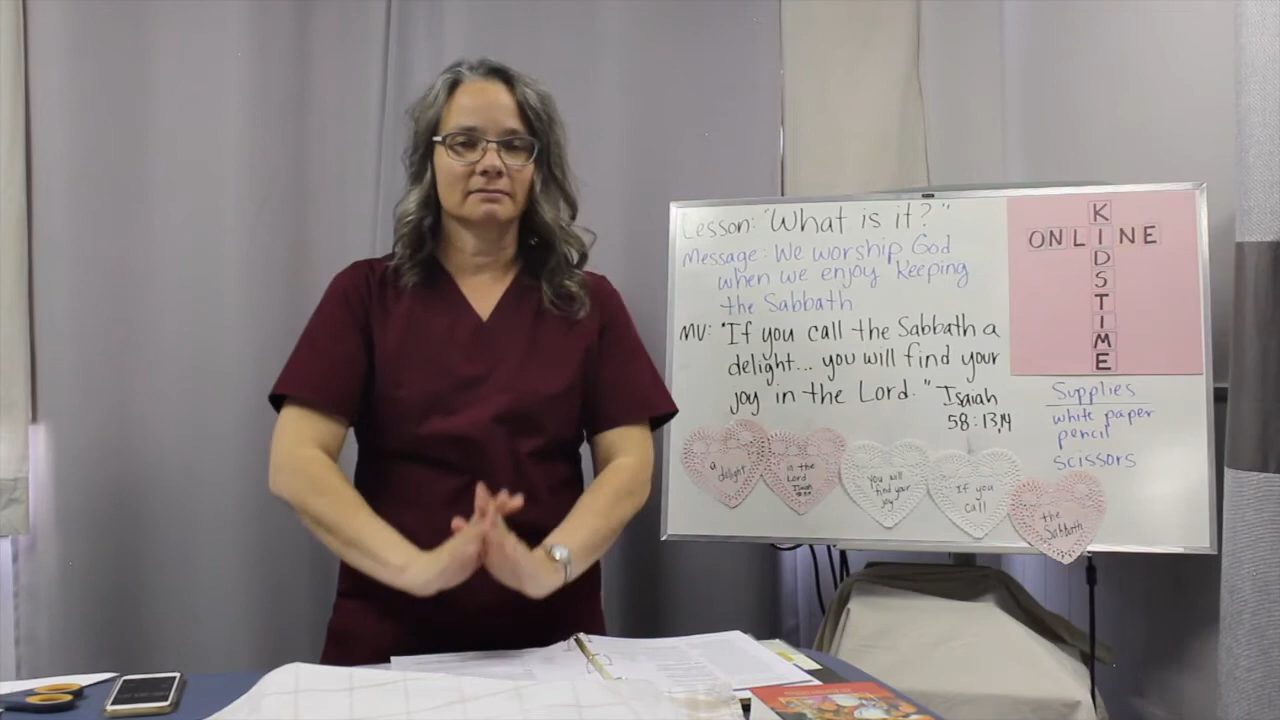 Lesson: "What is it?"
Message: We worship God
when we enjoy Keeping
the Sabbath
MV: "If you call the Sabbath a
delight... you will find your
joy in the Lord." Isaiah
58:13,14
ONLINE
KIDSTIME
Supplies
white paper
pencil
scissors
a
delight
in the
Lord
Isaiah
you will
find your
joy
If you
call
the
Sabbath